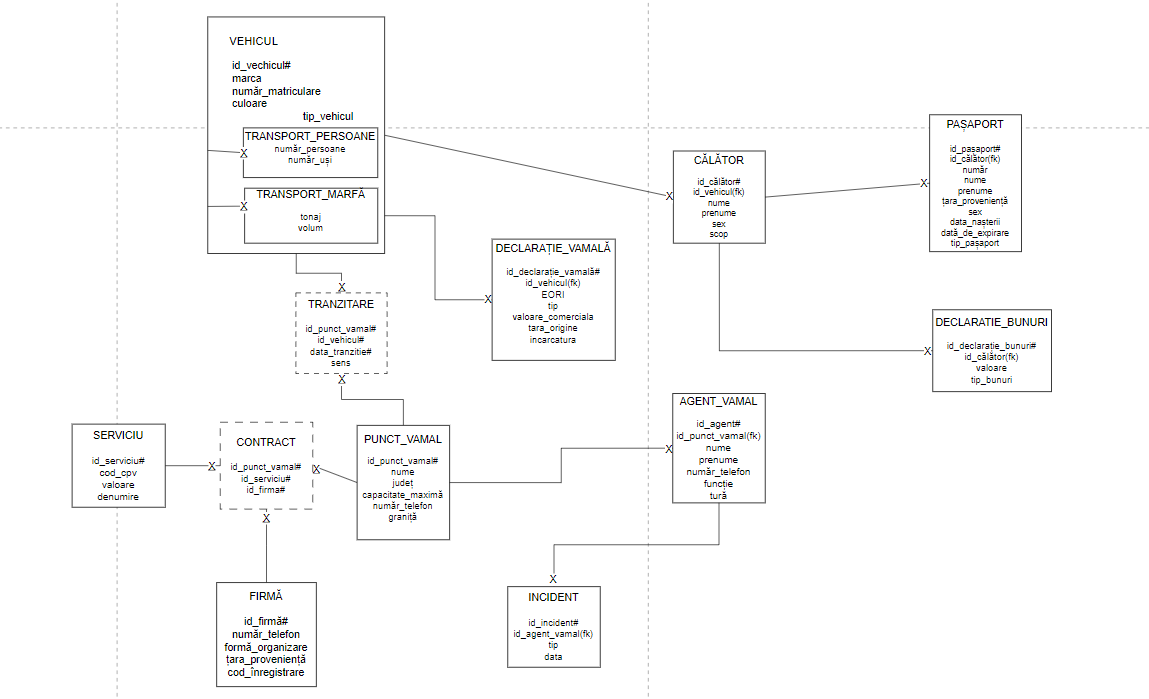 VEHICUL
id_vechicul#
marca
număr_matriculare
culoare
tip_vehicul
TRANSPORT_PERSOANE
număr_persoane
număr_uși
X
TRANSPORT_MARFĂ
X
tonaj
volum
X
TRANZITARE
id_punct_vamal#
id_vehicul#
data_tranzitie#
sens
X
X
DECLARAȚIE_VAMALĂ
id_declarație_vamală#
id_vehicul(fk)
EORI
tip
valoare_comerciala
tara_origine
incarcatura
X
CĂLĂTOR
id_călător#
id_vehicul(fk)
nume
prenume
sex
scop
X
PAȘAPORT
id_pașaport#
id_călător(fk)
număr
nume
prenume
țara_proveniență
sex
data_nașterii
dată_de_expirare
tip_pașaport
X
DECLARATIE_BUNURI
id_declarație_bunuri#
id_călător(fk)
valoare
tip_bunuri
SERVICIU
id_serviciu#
cod_cpv
valoare
denumire
X
CONTRACT
id_punct_vamal#
id_serviciu#
id_firma#
X
X
PUNCT_VAMAL
id_punct_vamal#
nume
județ
capacitate_maximă
număr_telefon
graniță
X
AGENT_VAMAL
id_agent#
id_punct_vamal(fk)
nume
prenume
număr_telefon
funcție
tură
FIRMĂ
id_firmă#
număr_telefon
formă_organizare
țara_proveniență
cod_înregistrare
X
INCIDENT
id_incident#
id_agent_vamal(fk)
tip
data